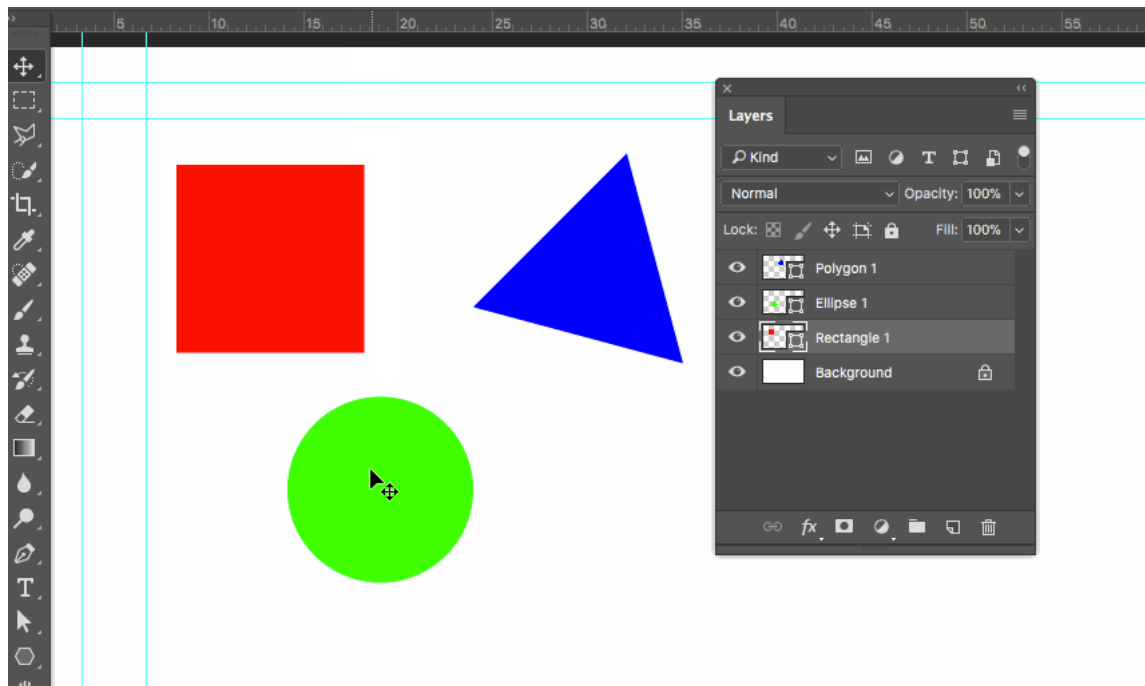 5 10 15 20 25 30 35 40 45 50 55
Layers
Kind
Normal Opacity: 100%
Lock: Fill: 100%
Polygon 1
Ellipse 1
Rectangle 1
Background
fx
T